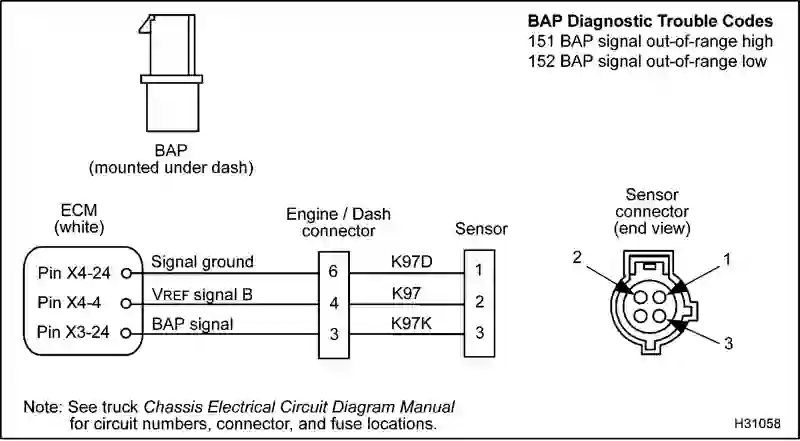 BAP Diagnostic Trouble Codes
151 BAP signal out-of-range high
152 BAP signal out-of-range low
BAP
(mounted under dash)
ECM
(white)
Engine / Dash
connector
Sensor
Sensor
connector
(end view)
Pin X4-24
Signal ground
6
K97D
1
Pin X4-4
VREF signal B
4
K97
2
Pin X3-24
BAP signal
3
K97K
3
2
1
3
Note: See truck Chassis Electrical Circuit Diagram Manual
for circuit numbers, connector, and fuse locations.
H31058